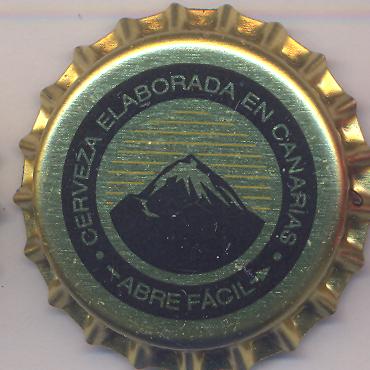 CERVEZA ELABORADA EN CANARIAS
ABRE FÁCIL